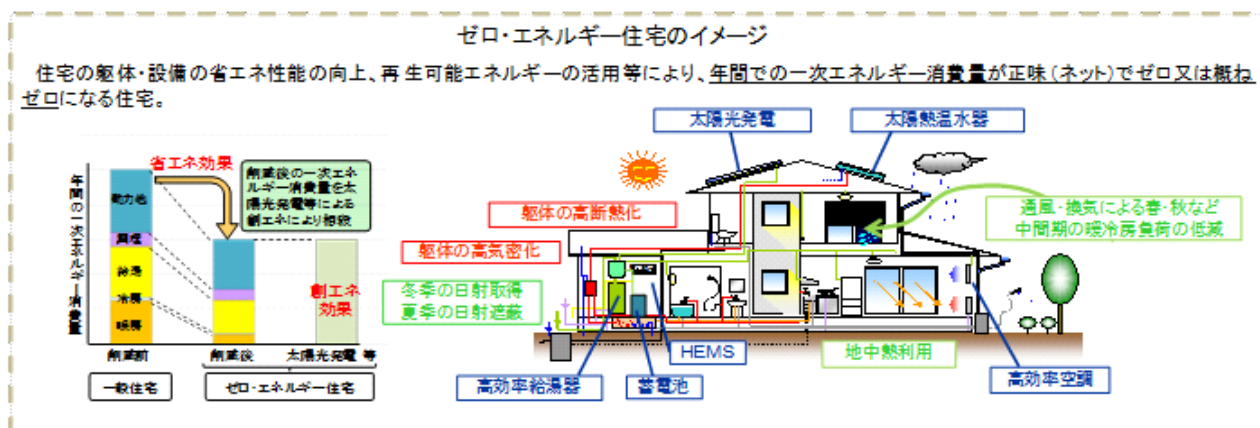 ゼロ・エネルギー住宅のイメージ
住宅の躯体・設備の省エネ性能の向上、再生可能エネルギーの活用等により、年間での一次エネルギー消費量が正味(ネット)でゼロ又は概ね
ゼロになる住宅。
年間の一次エネルギー消費量
省エネ効果
削減後の一次エネ
ルギー消費量を太
陽光発電等による
創エネにより相殺
動力他
調理
給湯
冷房
暖房
創エネ
効果
削減前
削減後
太陽光発電 等
一般住宅
ゼロ・エネルギー住宅
太陽光発電
太陽熱温水器
躯体の高断熱化
躯体の高気密化
冬季の日射取得
夏季の日射遮蔽
通風・換気による春・秋など
中間期の暖冷房負荷の低減
HEMS
地中熱利用
高効率給湯器
蓄電池
高効率空調